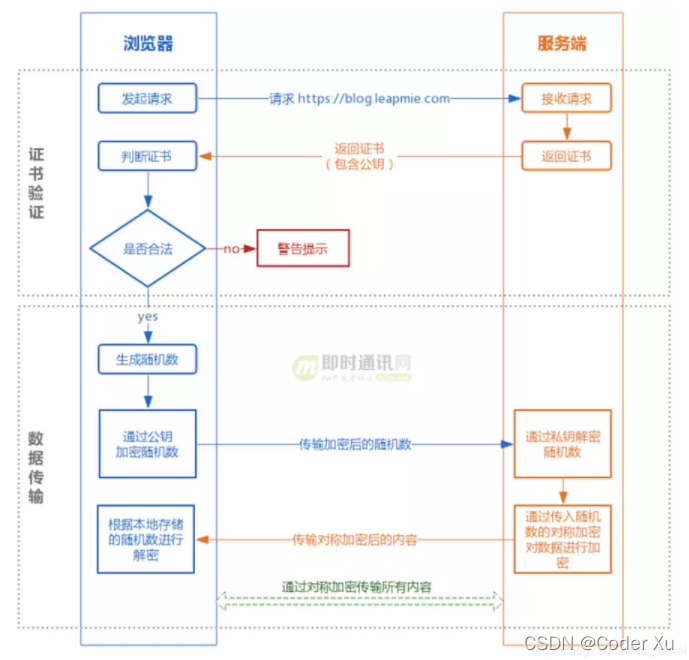 浏览器
服务端
发起请求
请求 https://blog.leapmie.com
接收请求
证书验证
判断证书
返回证书
（包含公钥）
返回证书
是否合法
no
警告提示
yes
生成随机数
即时通讯网
数据传输
通过公钥
加密随机数
传输加密后的随机数
通过私钥解密
随机数
根据本地存储
的随机数进行
解密
传输对称加密后的内容
通过传入随机
数的对称加密
对数据进行加
密
通过对称加密传输所有内容
CSDN @Coder Xu